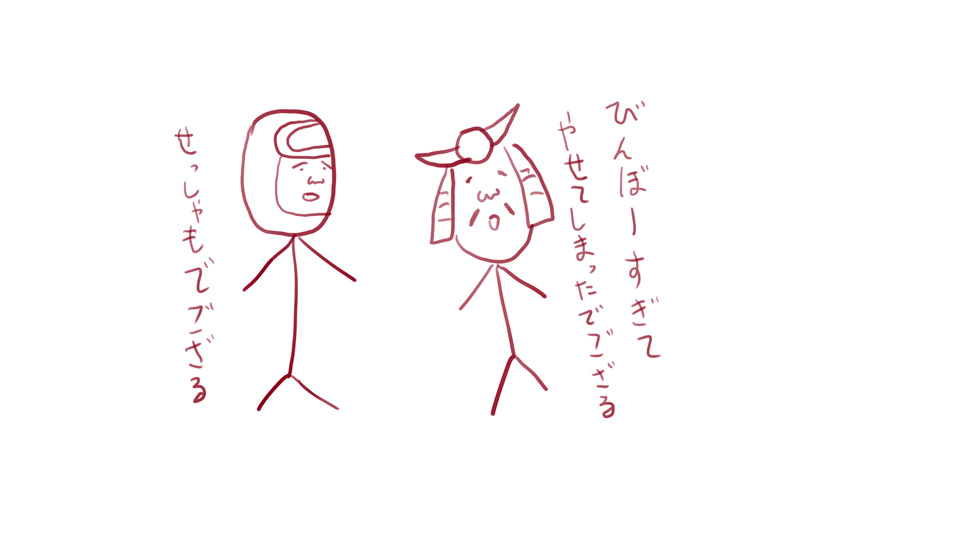 びんぼーすぎて
やせてしまったでござる
せっしゃもでござる